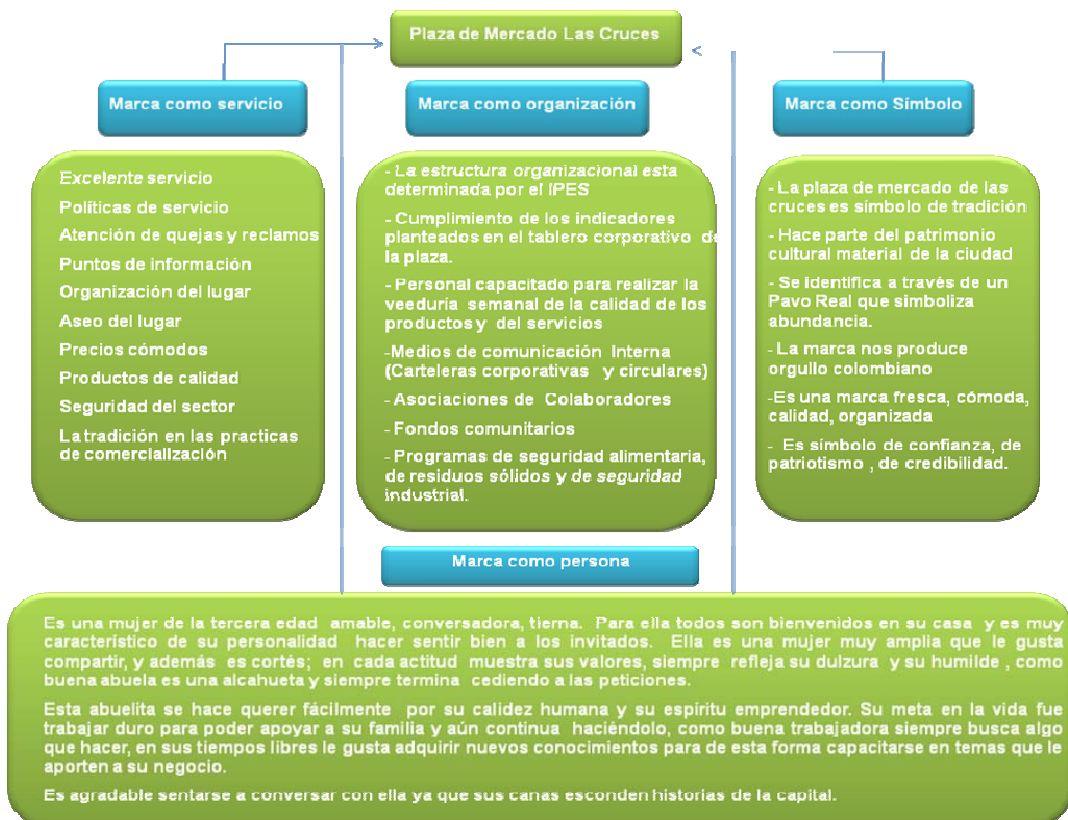 Plaza de Mercado Las Cruces
Marca como servicio
Excelente servicio
Políticas de servicio
Atención de quejas y reclamos
Puntos de información
Organización del lugar
Aseo del lugar
Precios cómodos
Productos de calidad
Seguridad del sector
La tradición en las practicas
de comercialización
Marca como organización
- La estructura organizacional esta
determinada por el IPES
- Cumplimiento de los indicadores
planteados en el tablero corporativo de
la plaza.
- Personal capacitado para realizar la
veeduría semanal de la calidad de los
productos y del servicios
-Medios de comunicación Interna
(Carteleras corporativas y circulares)
- Asociaciones de Colaboradores
- Fondos comunitarios
- Programas de seguridad alimentaria,
de residuos sólidos y de seguridad
industrial.
Marca como Símbolo
- La plaza de mercado de las
cruces es símbolo de tradición
- Hace parte del patrimonio
cultural material de la ciudad
- Se identifica a través de un
Pavo Real que simboliza
abundancia.
- La marca nos produce
orgullo colombiano
-Es una marca fresca, cómoda,
calidad, organizada
- Es símbolo de confianza, de
patriotismo , de credibilidad.
Marca como persona
Es una mujer de la tercera edad amable, conversadora, tierna. Para ella todos son bienvenidos en su casa y es muy
característico de su personalidad hacer sentir bien a los invitados. Ella es una mujer muy amplia que le gusta
compartir, y además es cortés; en cada actitud muestra sus valores, siempre refleja su dulzura y su humilde , como
buena abuela es una alcahueta y siempre termina cediendo a las peticiones.
Esta abuelita se hace querer fácilmente por su calidez humana y su espíritu emprendedor. Su meta en la vida fue
trabajar duro para poder apoyar a su familia y aún continua haciéndolo, como buena trabajadora siempre busca algo
que hacer, en sus tiempos libres le gusta adquirir nuevos conocimientos para de esta forma capacitarse en temas que le
aporten a su negocio.
Es agradable sentarse a conversar con ella ya que sus canas esconden historias de la capital.